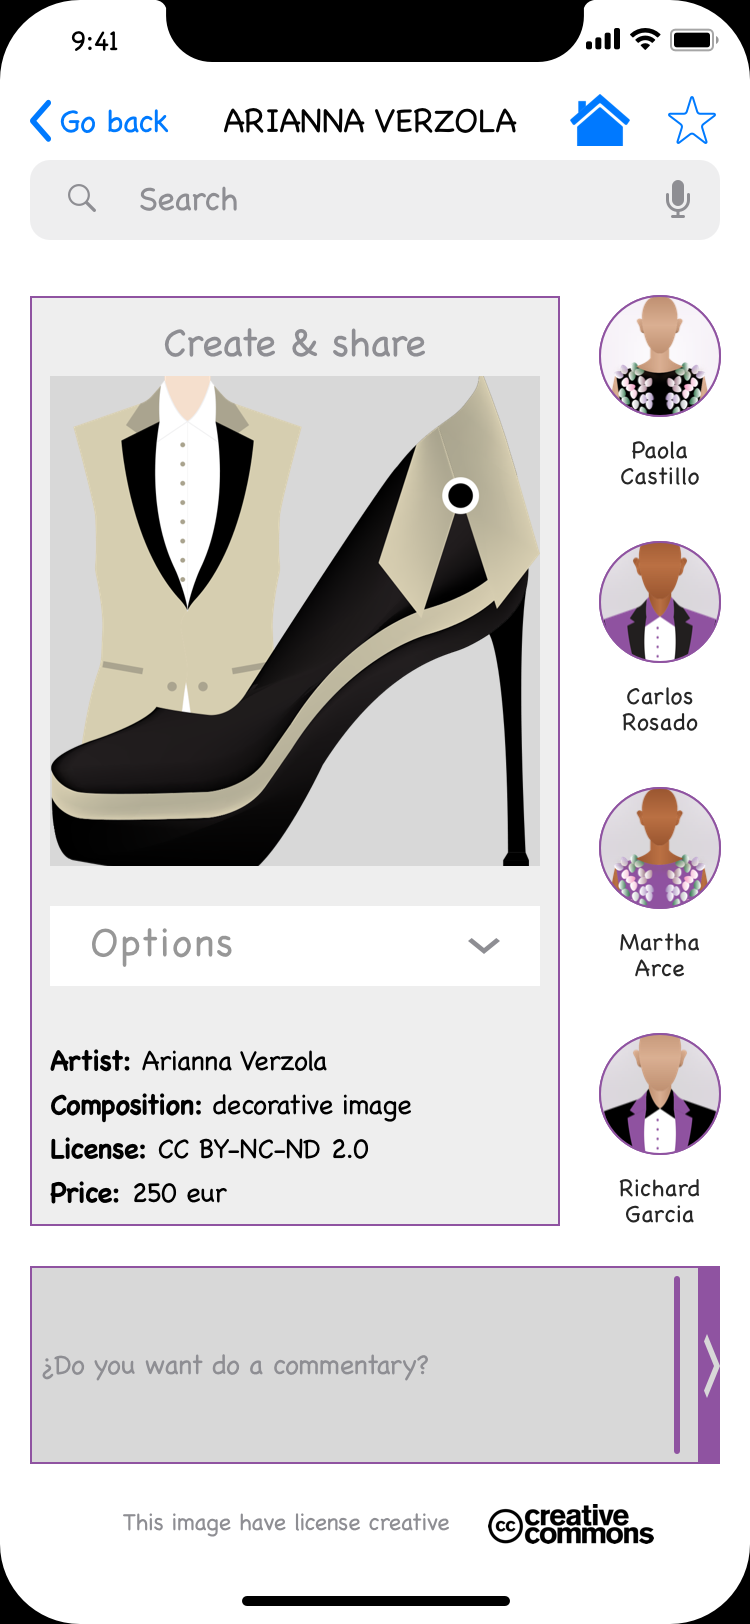 9:41
Go back
ARIANNA VERZOLA
Search
Create & share
Options
Artist: Arianna Verzola
Composition: decorative image
License: CC BY-NC-ND 2.0
Price: 250 eur
Paola
Castillo
Carlos
Rosado
Martha
Arce
Richard
Garcia
¿Do you want do a commentary?
This image have license creative
cc creative
commons